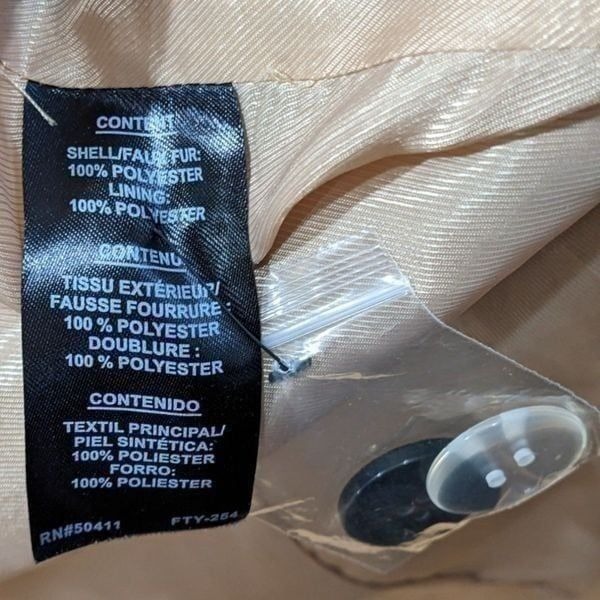 CONTENT
SHELL/FAUX FUR:
100% POLYESTER
LINING:
100% POLYESTER
CONTENU
TISSU EXTÉRIEUR/
FAUSSE FOURRURE :
100 % POLYESTER
DOUBLURE :
100 % POLYESTER
CONTENIDO
TEXTIL PRINCIPAL/
PIEL SINTÉTICA:
100% POLIESTER
FORRO:
100% POLIESTER
RN#50411 FTY-254